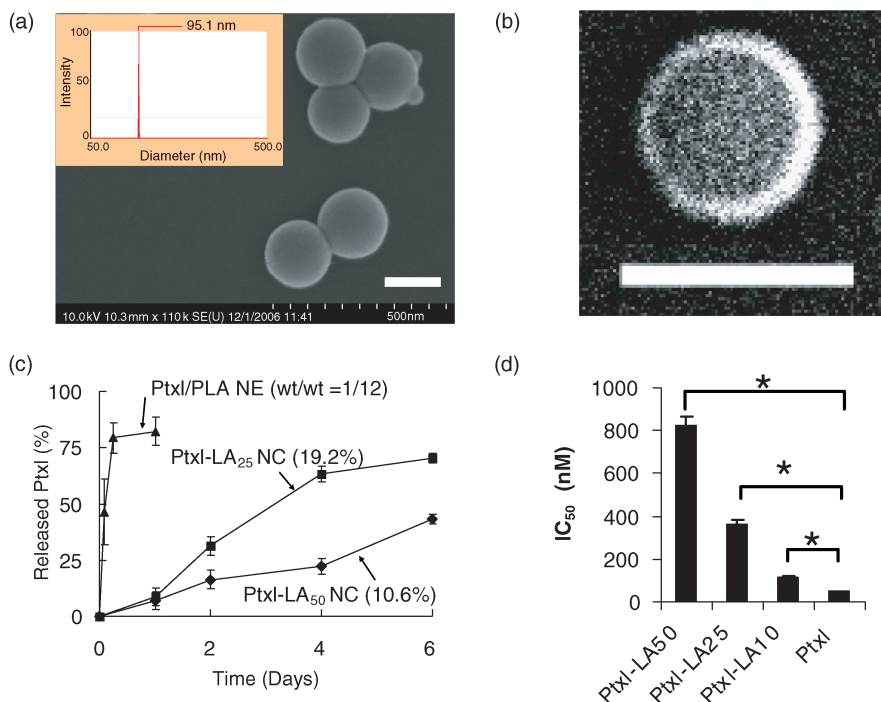 (a)
95.1 nm
100
50
0
Intensity
50.0
500.0
Diameter (nm)
10.0kV 10.3mm x 110k SE(U) 12/1/2006 11:41
500nm
(b)
(c)
100
75
50
25
0
Released Ptxl (%)
Ptxl/PLA NE (wt/wt =1/12)
Ptxl-LA25 NC (19.2%)
Ptxl-LA50 NC (10.6%)
0
2
4
6
Time (Days)
(d)
1000
800
600
400
200
0
IC50 (nM)
*
*
*
Ptxl-LA50
Ptxl-LA25
Ptxl-LA10
Ptxl